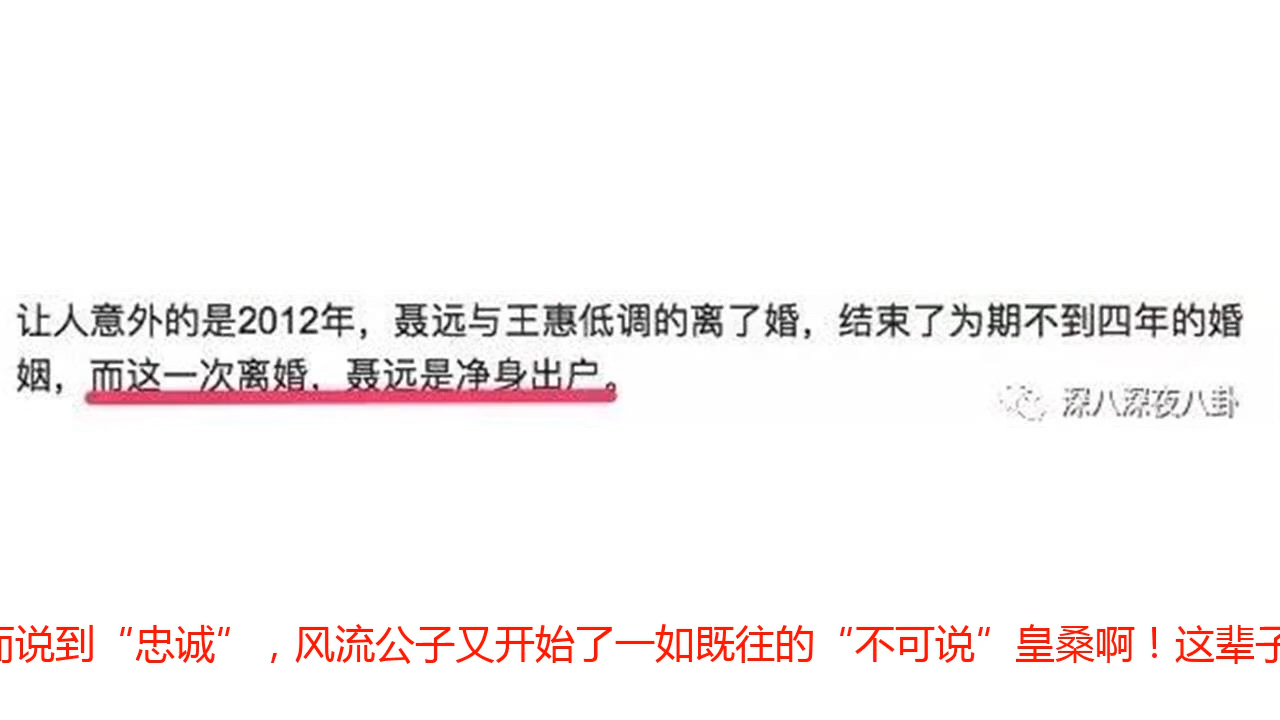 让人意外的是2012年，聂远与王惠低调的离了婚，结束了为期不到四年的婚
姻，而这一次离婚，聂远是净身出户。
深八深夜八卦
而说到“忠诚”，风流公子又开始了一如既往的“不可说”皇桑啊！这辈子